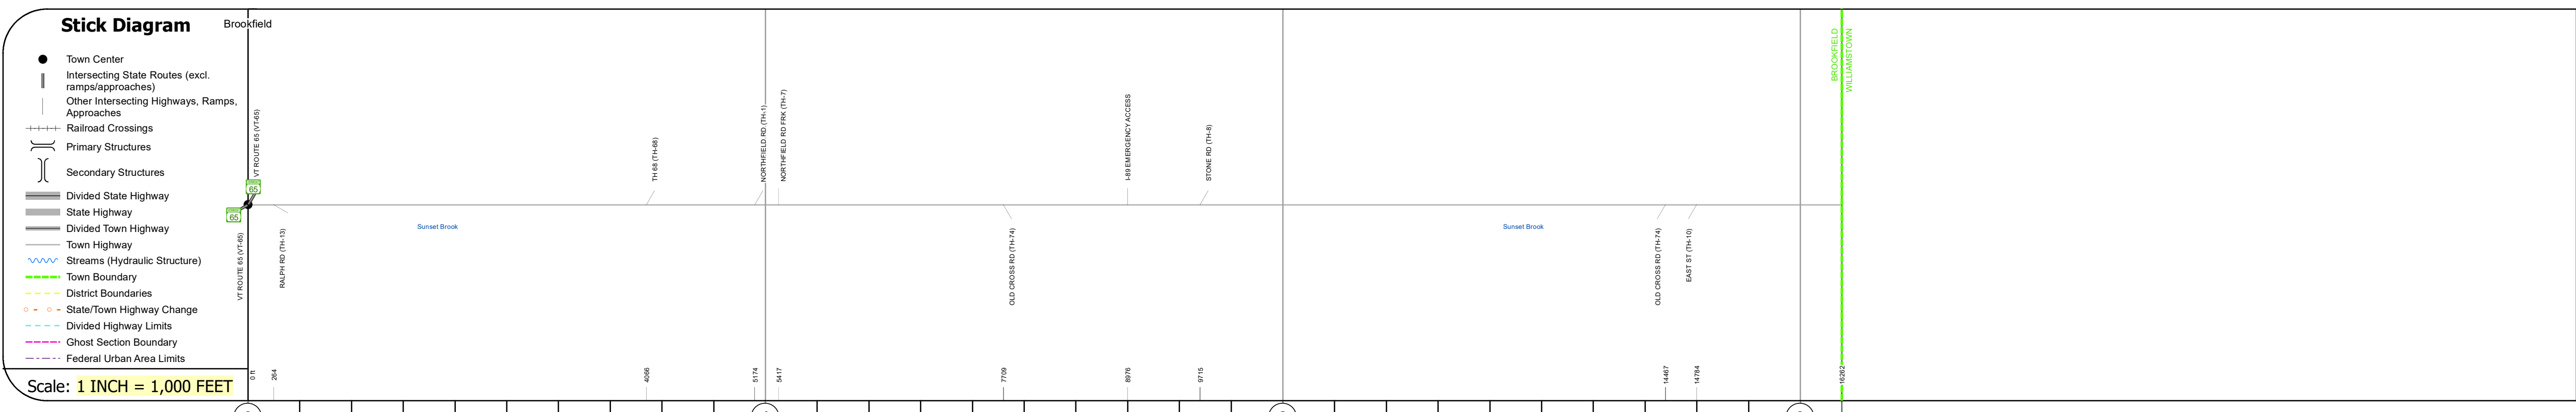 Stick Diagram
Town Center
Intersecting State Routes (excl.
ramps/approaches)
Other Intersecting Highways, Ramps,
Approaches
Railroad Crossings
Primary Structures
Secondary Structures
Divided State Highway
State Highway
Divided Town Highway
Town Highway
Streams (Hydraulic Structure)
Town Boundary
District Boundaries
State/Town Highway Change
Divided Highway Limits
Ghost Section Boundary
Federal Urban Area Limits
Scale: 1 INCH = 1,000 FEET
Brookfield
VT ROUTE 65 (VT-65)
65
65
VT ROUTE 65 (VT-65)
RALPH RD (TH-13)
Sunset Brook
TH 68 (TH-68)
NORTHFIELD RD (TH-1)
NORTHFIELD RD FRK (TH-7)
OLD CROSS RD (TH-74)
I-89 EMERGENCY ACCESS
STONE RD (TH-8)
Sunset Brook
OLD CROSS RD (TH-74)
EAST ST (TH-10)
BROOKFIELD
WILLIAMSTOWN
0 ft
264
4066
5174
5417
7709
8976
9715
14467
14784
16262